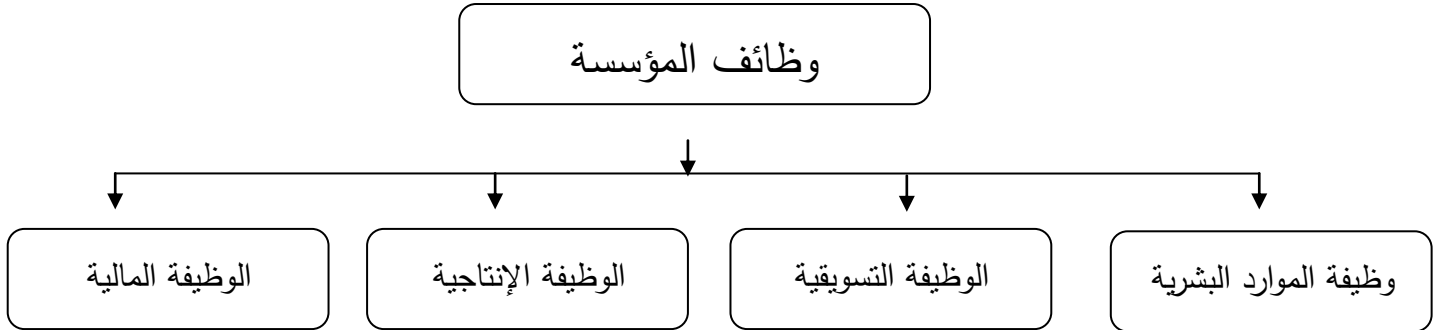 وظائف المؤسسة
وظيفة الموارد البشرية
الوظيفة التسويقية
الوظيفة الإنتاجية
الوظيفة المالية